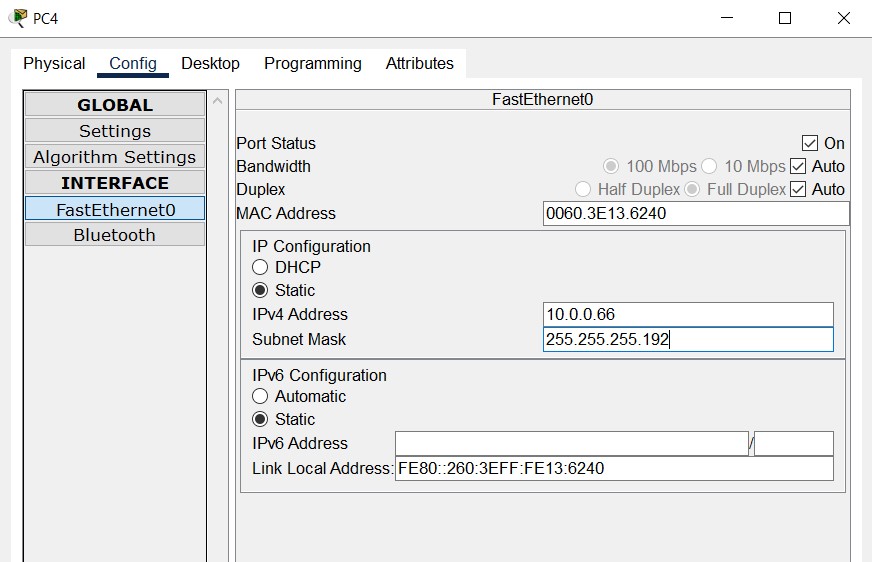 PC4
Physical Config Desktop Programming Attributes
GLOBAL
Settings
Algorithm Settings
INTERFACE
FastEthernet0
Bluetooth
FastEthernet0
Port Status On
Bandwidth 100 Mbps 10 Mbps Auto
Duplex Half Duplex Full Duplex Auto
MAC Address 0060.3E13.6240
IP Configuration
DHCP
Static
IPv4 Address 10.0.0.66
Subnet Mask 255.255.255.192
IPv6 Configuration
Automatic
Static
IPv6 Address /
Link Local Address: FE80::260:3EFF:FE13:6240